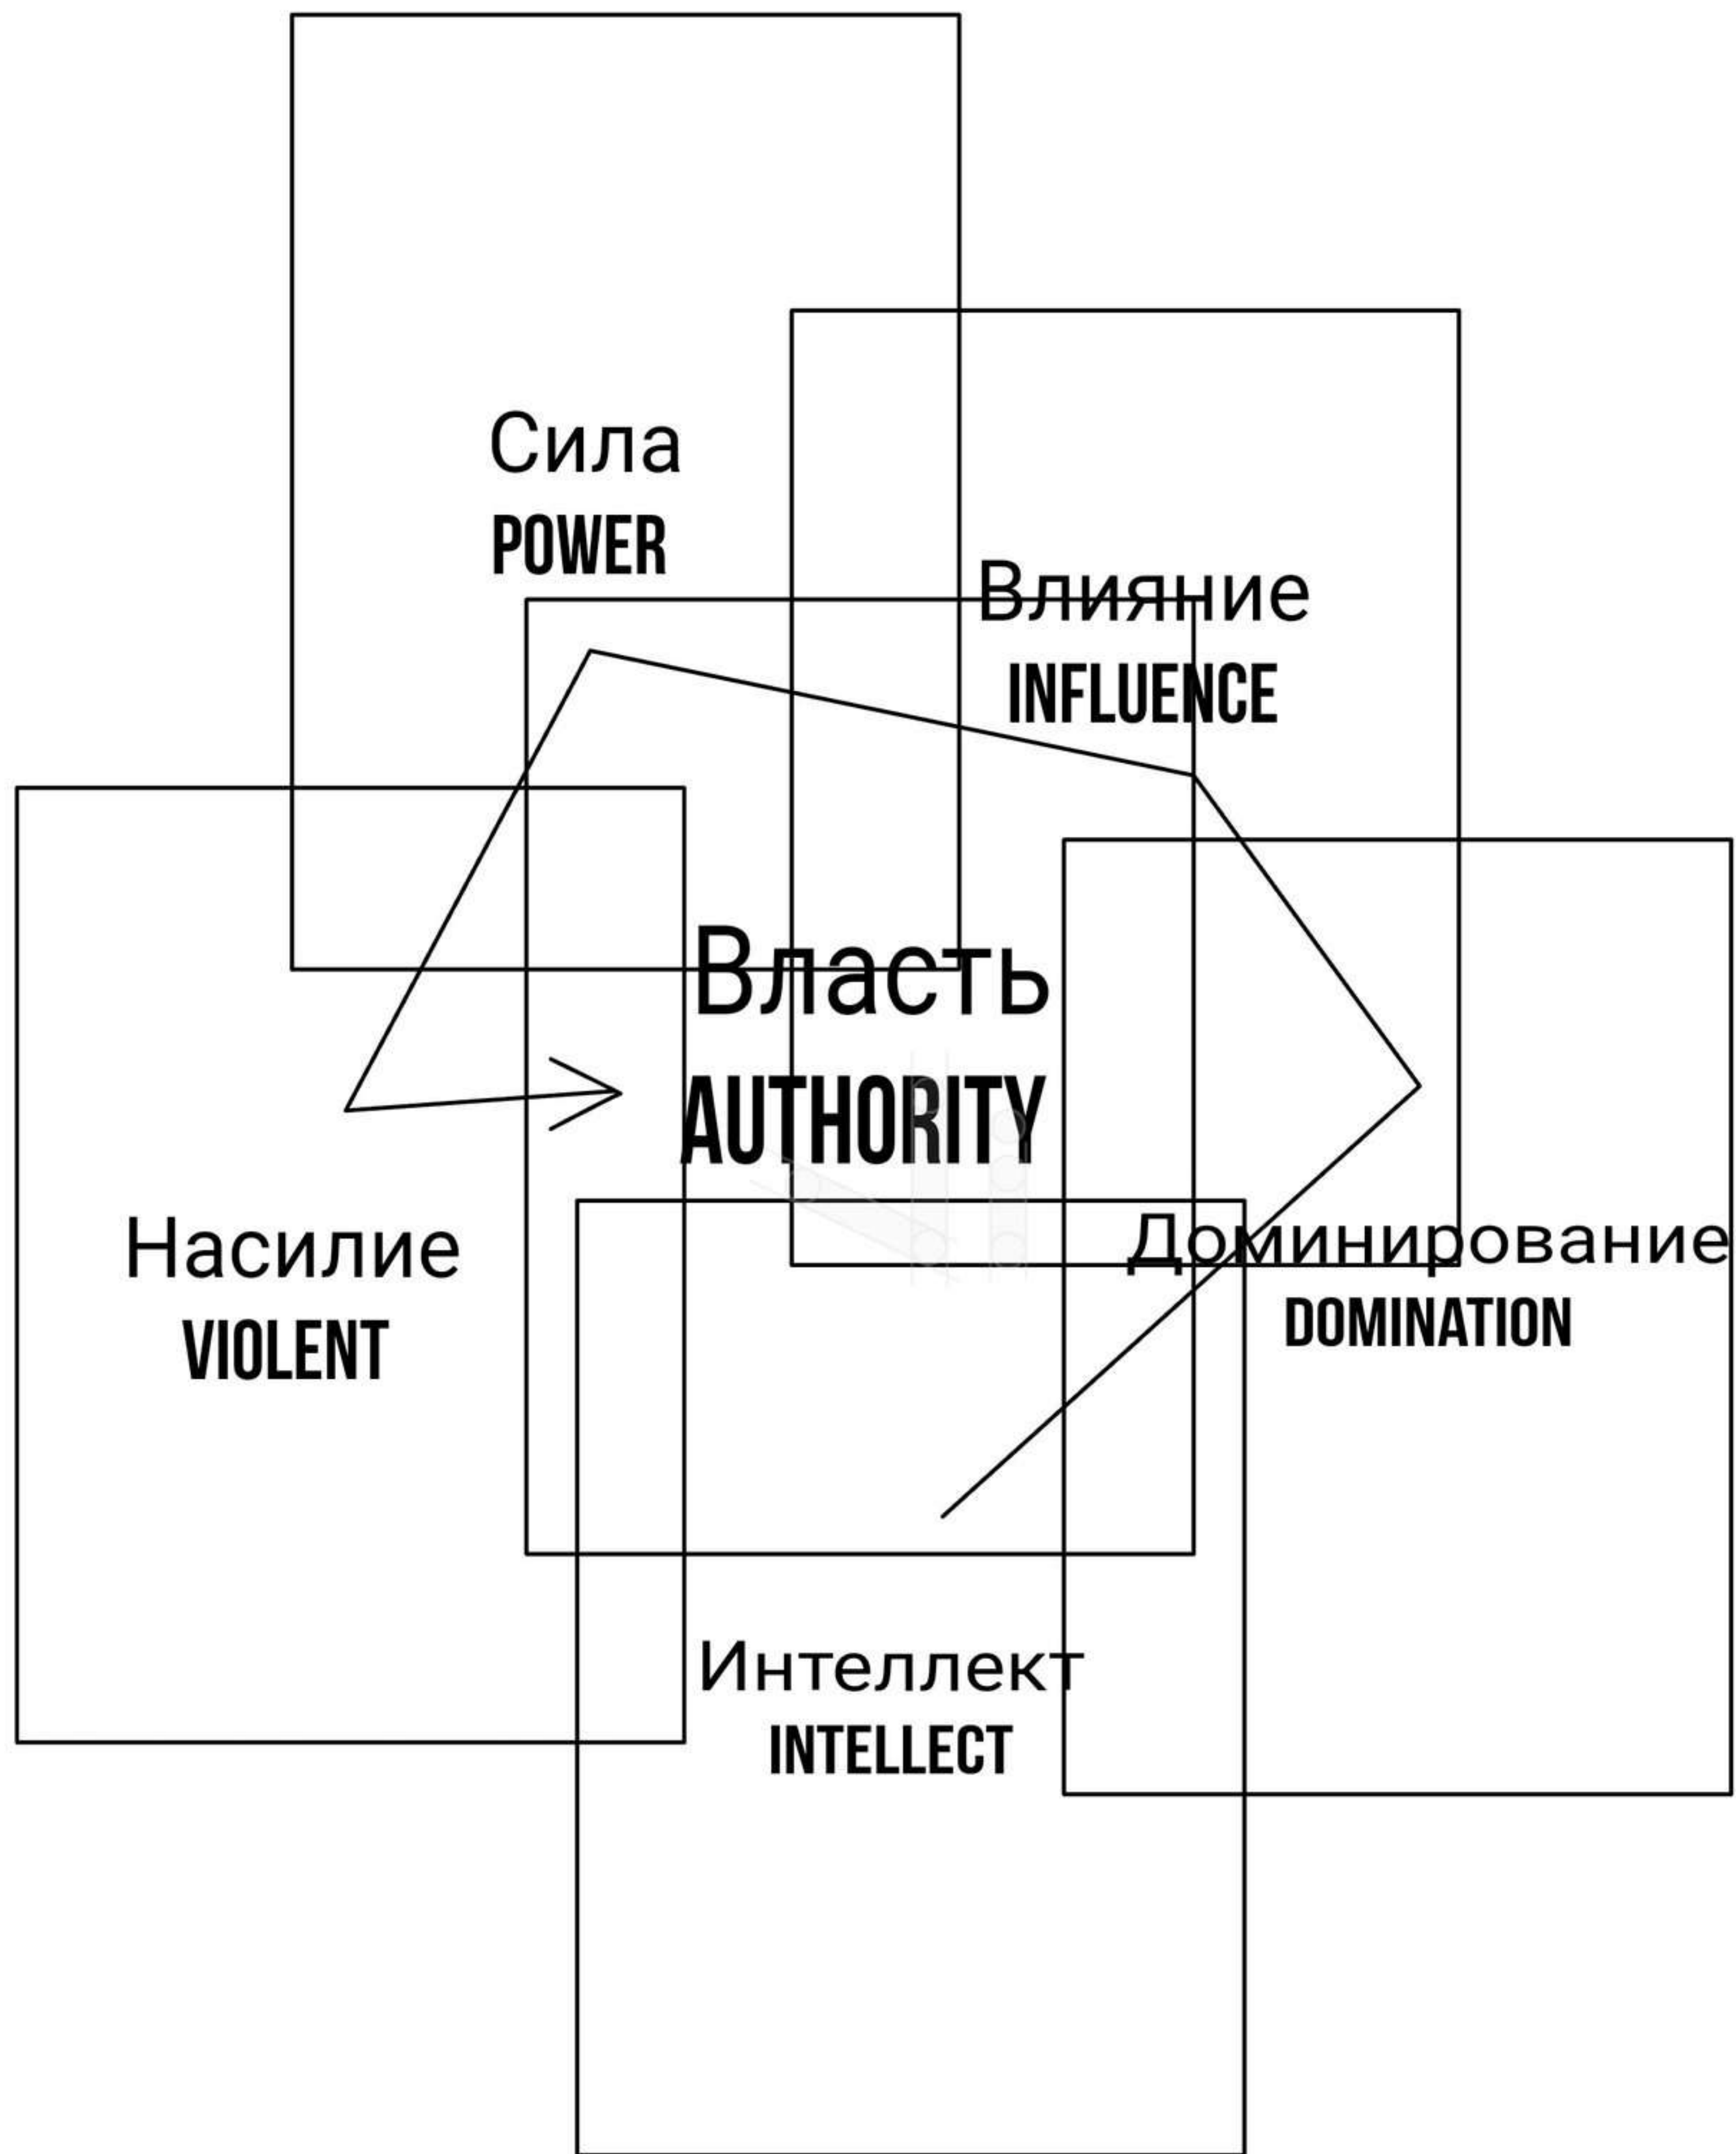 Сила
POWER
Влияние
INFLUENCE
Власть
AUTHORITY
Насилие
VIOLENT
Доминирование
DOMINATION
Интеллект
INTELLECT